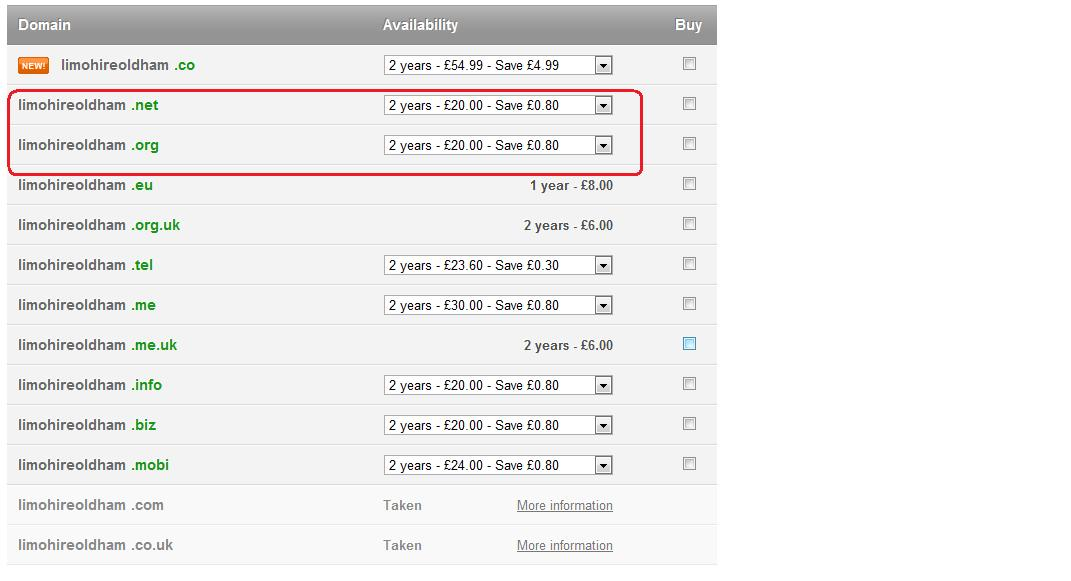 Domain Availability Buy
NEW! limohireoldham .co 2 years - £54.99 - Save £4.99
limohireoldham .net 2 years - £20.00 - Save £0.80
limohireoldham .org 2 years - £20.00 - Save £0.80
limohireoldham .eu 1 year - £8.00
limohireoldham .org.uk 2 years - £6.00
limohireoldham .tel 2 years - £23.60 - Save £0.30
limohireoldham .me 2 years - £30.00 - Save £0.80
limohireoldham .me.uk 2 years - £6.00
limohireoldham .info 2 years - £20.00 - Save £0.80
limohireoldham .biz 2 years - £20.00 - Save £0.80
limohireoldham .mobi 2 years - £24.00 - Save £0.80
limohireoldham .com Taken More information
limohireoldham .co.uk Taken More information